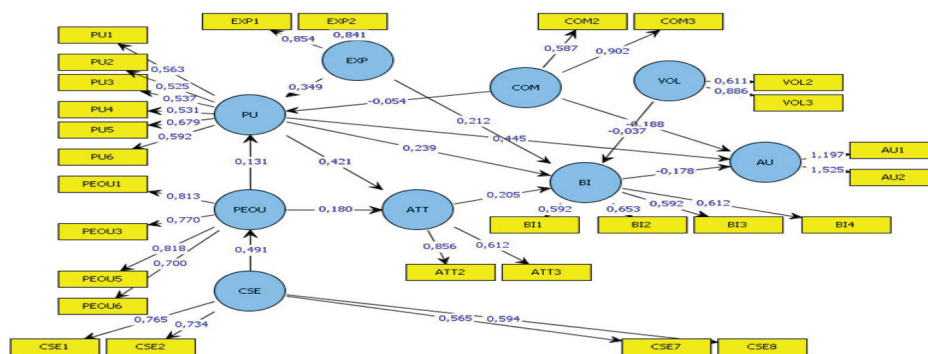 EXP1
EXP2
COM2
COM3
PU1
0,854
0,841
0,587
0,902
PU2
0,563
EXP
VOL
0,611
VOL2
PU3
0,525
COM
0,886
VOL3
0,537
0,349
-0,054
PU4
0,531
PU
0,212
-0,188
PU5
0,679
-0,037
0,592
0,445
PU6
0,239
AU
1,197
AU1
0,131
0,421
BI
-0,178
1,525
AU2
PEOU1
0,813
PEOU
0,180
ATT
0,205
0,770
0,592
0,653
0,592
0,612
PEOU3
BI1
BI2
BI3
BI4
0,818
0,491
0,856
0,612
PEOU5
0,700
ATT2
ATT3
PEOU6
CSE
0,765
0,734
0,565
0,594
CSE1
CSE2
CSE7
CSE8